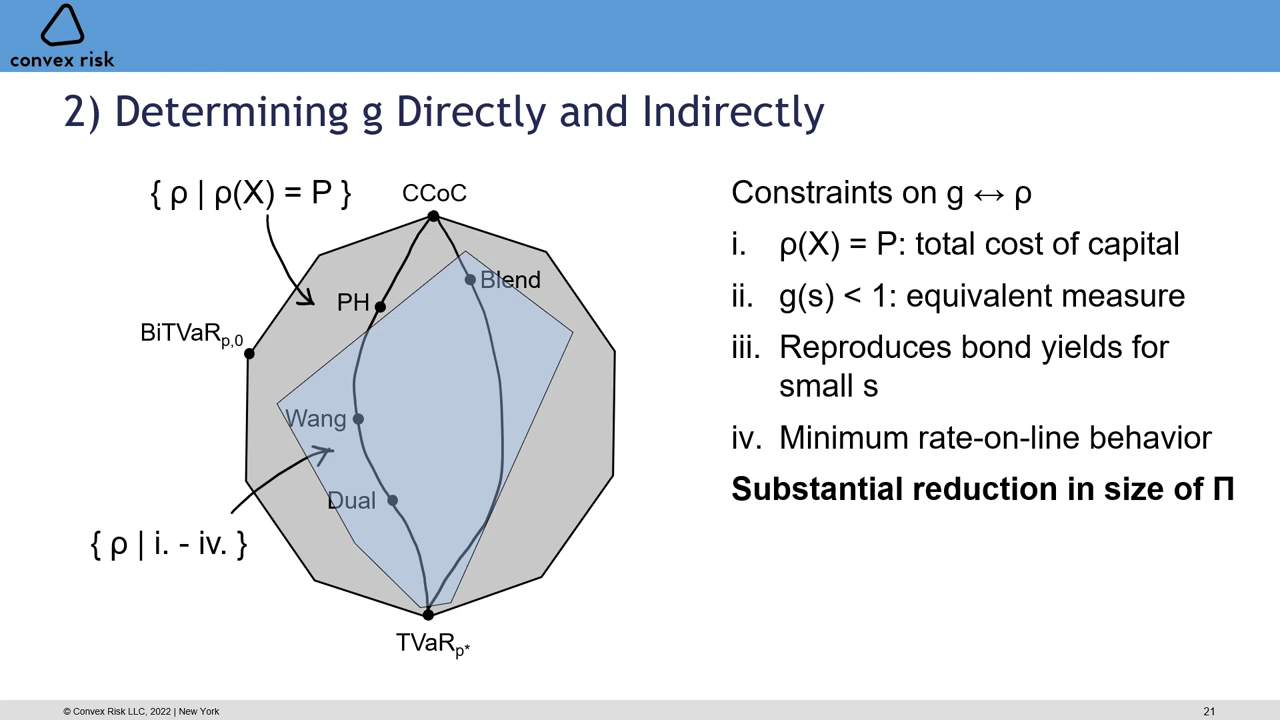 convex risk
2) Determining g Directly and Indirectly
{ ρ | ρ(X) = P }
CCoC
Blend
PH
BiTVaRp,0
Wang
Dual
{ ρ | i. - iv. }
TVaRp*
Constraints on g ↔ ρ
i. ρ(X) = P: total cost of capital
ii. g(s) < 1: equivalent measure
iii. Reproduces bond yields for
small s
iv. Minimum rate-on-line behavior
Substantial reduction in size of Π
© Convex Risk LLC, 2022 | New York
21